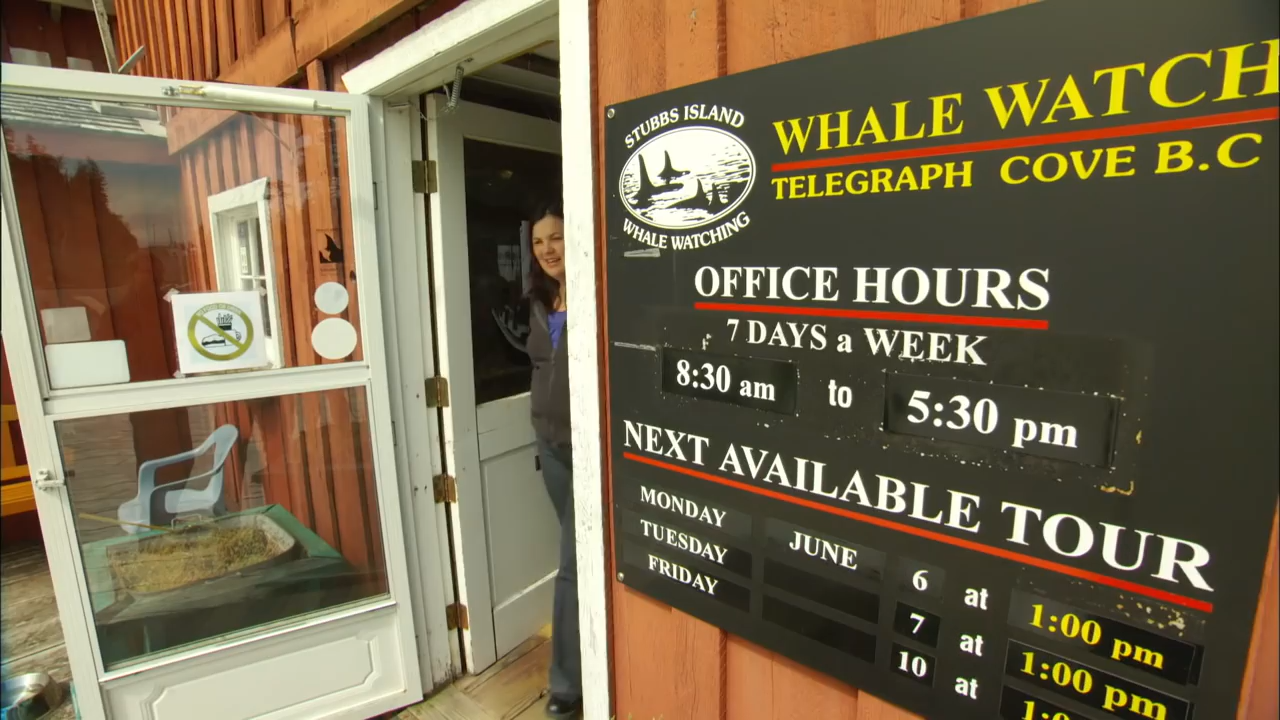 STUBBS ISLAND
WHALE WATCHING
WHALE WATCH
TELEGRAPH COVE B.C
OFFICE HOURS
7 DAYS a WEEK
8:30 am to 5:30 pm
NEXT AVAILABLE TOUR
MONDAY JUNE 6 at 1:00 pm
TUESDAY 7 at 1:00 pm
FRIDAY 10 at